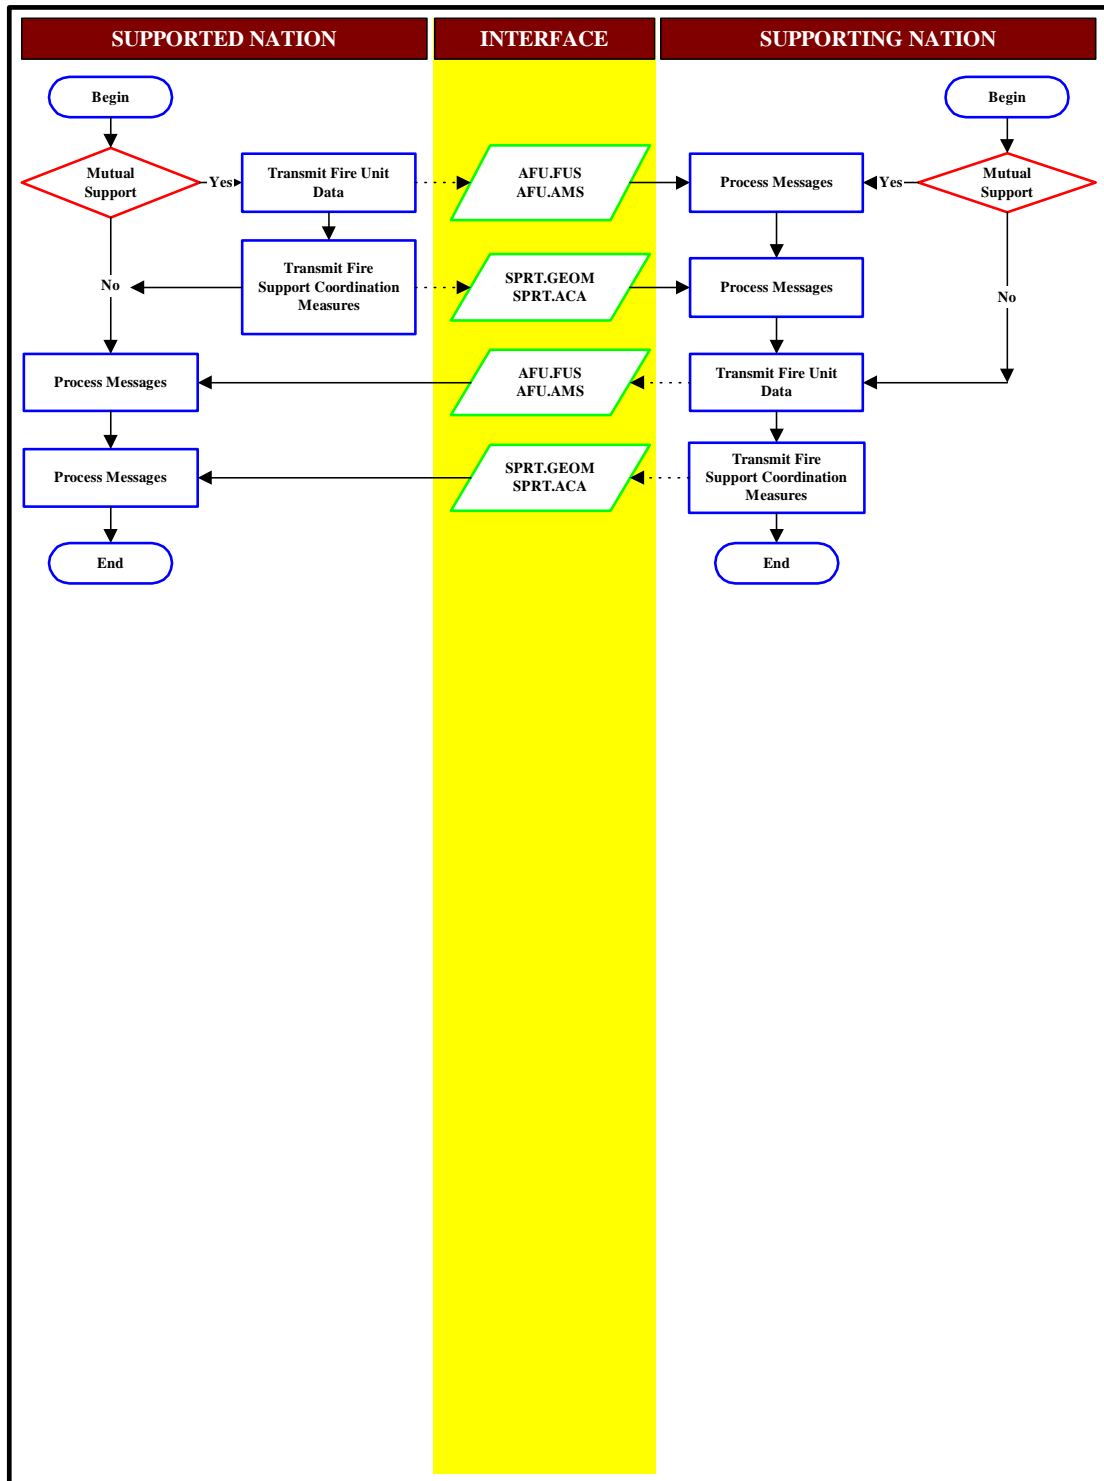 SUPPORTED NATION
INTERFACE
SUPPORTING NATION
Begin
Begin
Mutual
Support
Yes
Transmit Fire Unit
Data
AFU.FUS
AFU.AMS
Process Messages
Yes
Mutual
Support
No
Transmit Fire
Support Coordination
Measures
SPRT.GEOM
SPRT.ACA
Process Messages
No
Process Messages
AFU.FUS
AFU.AMS
Transmit Fire Unit
Data
Process Messages
SPRT.GEOM
SPRT.ACA
Transmit Fire
Support Coordination
Measures
End
End